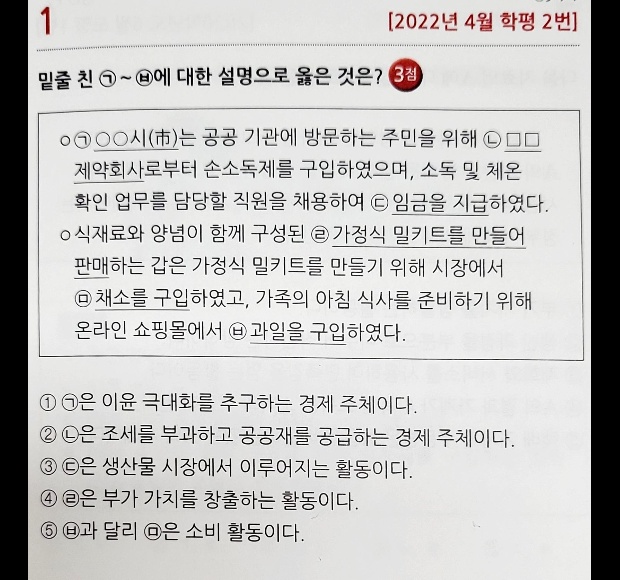 1
[2022년 4월 학평 2번]
밑줄 친 ㉠~㉥에 대한 설명으로 옳은 것은? 3점
○㉠○○시(市)는 공공 기관에 방문하는 주민을 위해 ㉡□□
제약회사로부터 손소독제를 구입하였으며, 소독 및 체온
확인 업무를 담당할 직원을 채용하여 ㉢임금을 지급하였다.
○식재료와 양념이 함께 구성된 ㉣가정식 밀키트를 만들어
판매하는 갑은 가정식 밀키트를 만들기 위해 시장에서
㉤채소를 구입하였고, 가족의 아침 식사를 준비하기 위해
온라인 쇼핑몰에서 ㉥과일을 구입하였다.
① ㉠은 이윤 극대화를 추구하는 경제 주체이다.
② ㉡은 조세를 부과하고 공공재를 공급하는 경제 주체이다.
③ ㉢은 생산물 시장에서 이루어지는 활동이다.
④ ㉣은 부가 가치를 창출하는 활동이다.
⑤ ㉥과 달리 ㉤은 소비 활동이다.